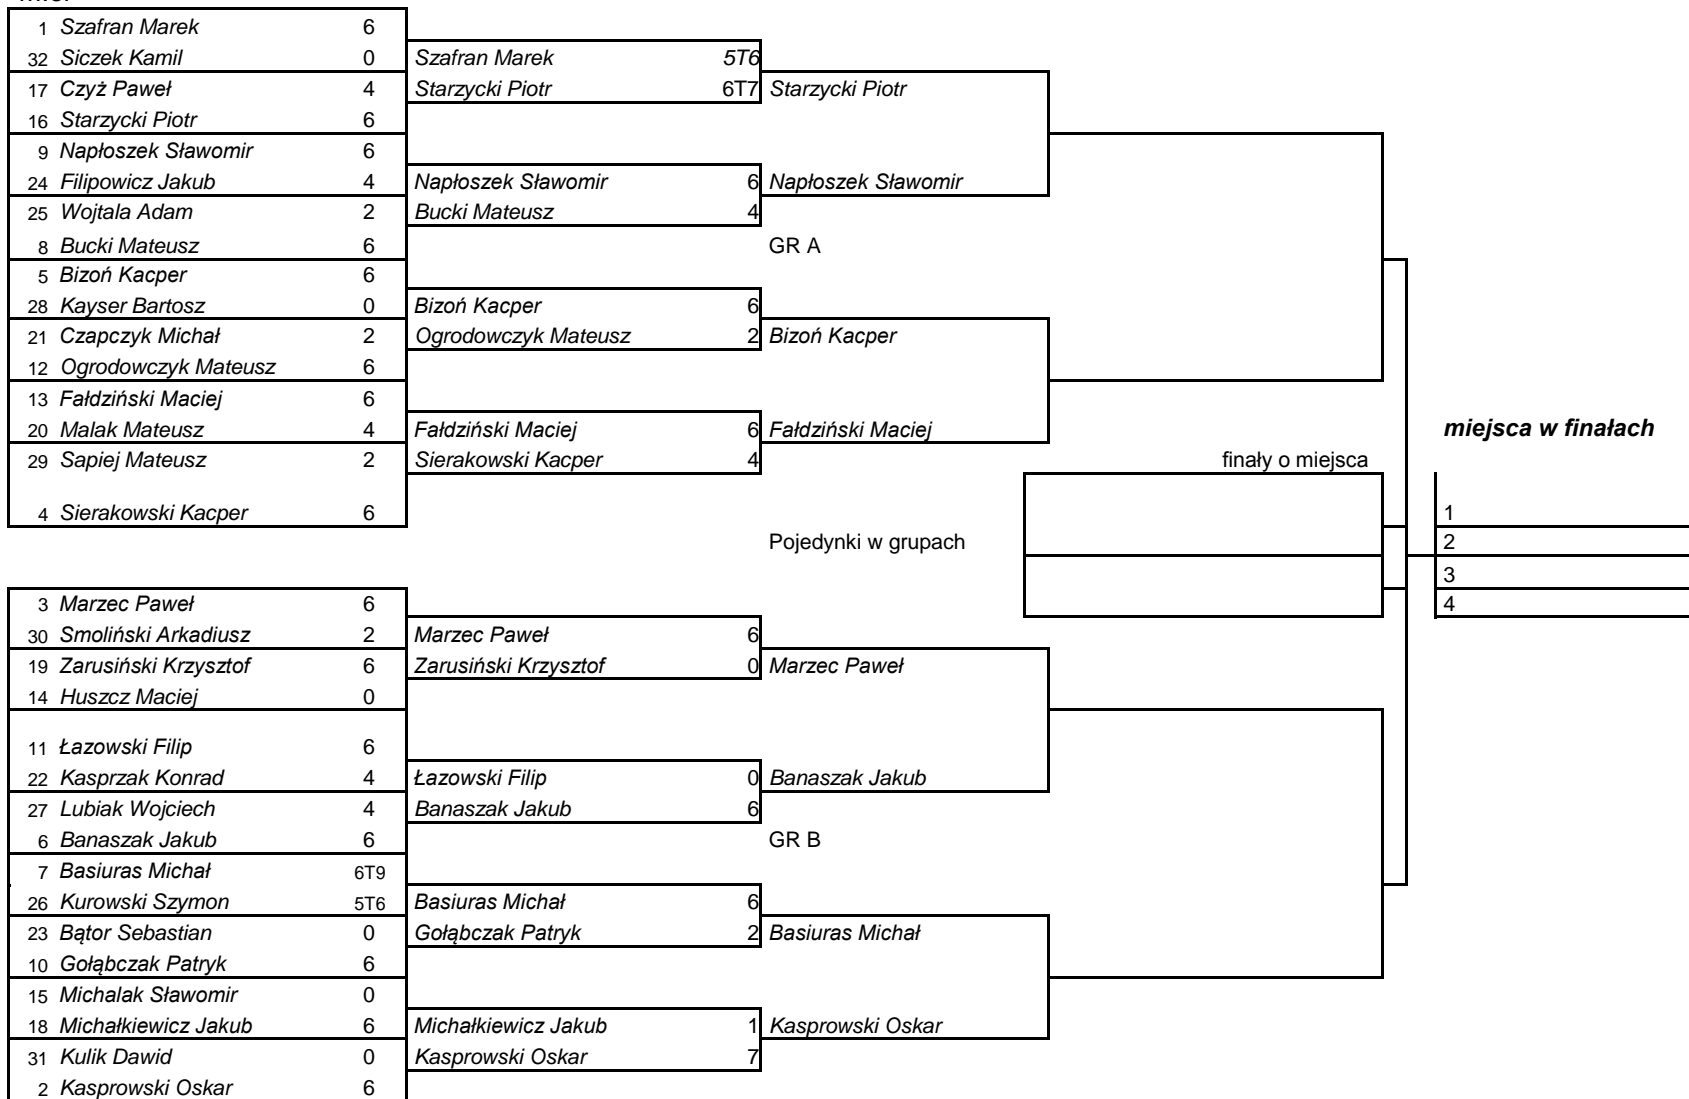 1 Szafran Marek 6
32 Siczek Kamil 0 Szafran Marek 5T6
17 Czyż Paweł 4 Starzycki Piotr 6T7 Starzycki Piotr
16 Starzycki Piotr 6
9 Napłoszek Sławomir 6
24 Filipowicz Jakub 4 Napłoszek Sławomir 6 Napłoszek Sławomir
25 Wojtala Adam 2 Bucki Mateusz 4
8 Bucki Mateusz 6 GR A
5 Bizoń Kacper 6
28 Kayser Bartosz 0 Bizoń Kacper 6
21 Czapczyk Michał 2 Ogrodowczyk Mateusz 2 Bizoń Kacper
12 Ogrodowczyk Mateusz 6
13 Fałdziński Maciej 6
20 Malak Mateusz 4 Fałdziński Maciej 6 Fałdziński Maciej miejsca w finałach
29 Sapiej Mateusz 2 Sierakowski Kacper 4 finały o miejsca
4 Sierakowski Kacper 6 1
Pojedynki w grupach 2
3
3 Marzec Paweł 6 4
30 Smoliński Arkadiusz 2 Marzec Paweł 6
19 Zarusiński Krzysztof 6 Zarusiński Krzysztof 0 Marzec Paweł
14 Huszcz Maciej 0
11 Łazowski Filip 6
22 Kasprzak Konrad 4 Łazowski Filip 0 Banaszak Jakub
27 Lubiak Wojciech 4 Banaszak Jakub 6
6 Banaszak Jakub 6 GR B
7 Basiuras Michał 6T9
26 Kurowski Szymon 5T6 Basiuras Michał 6
23 Bątor Sebastian 0 Gołąbczak Patryk 2 Basiuras Michał
10 Gołąbczak Patryk 6
15 Michalak Sławomir 0
18 Michałkiewicz Jakub 6 Michałkiewicz Jakub 1 Kasprowski Oskar
31 Kulik Dawid 0 Kasprowski Oskar 7
2 Kasprowski Oskar 6